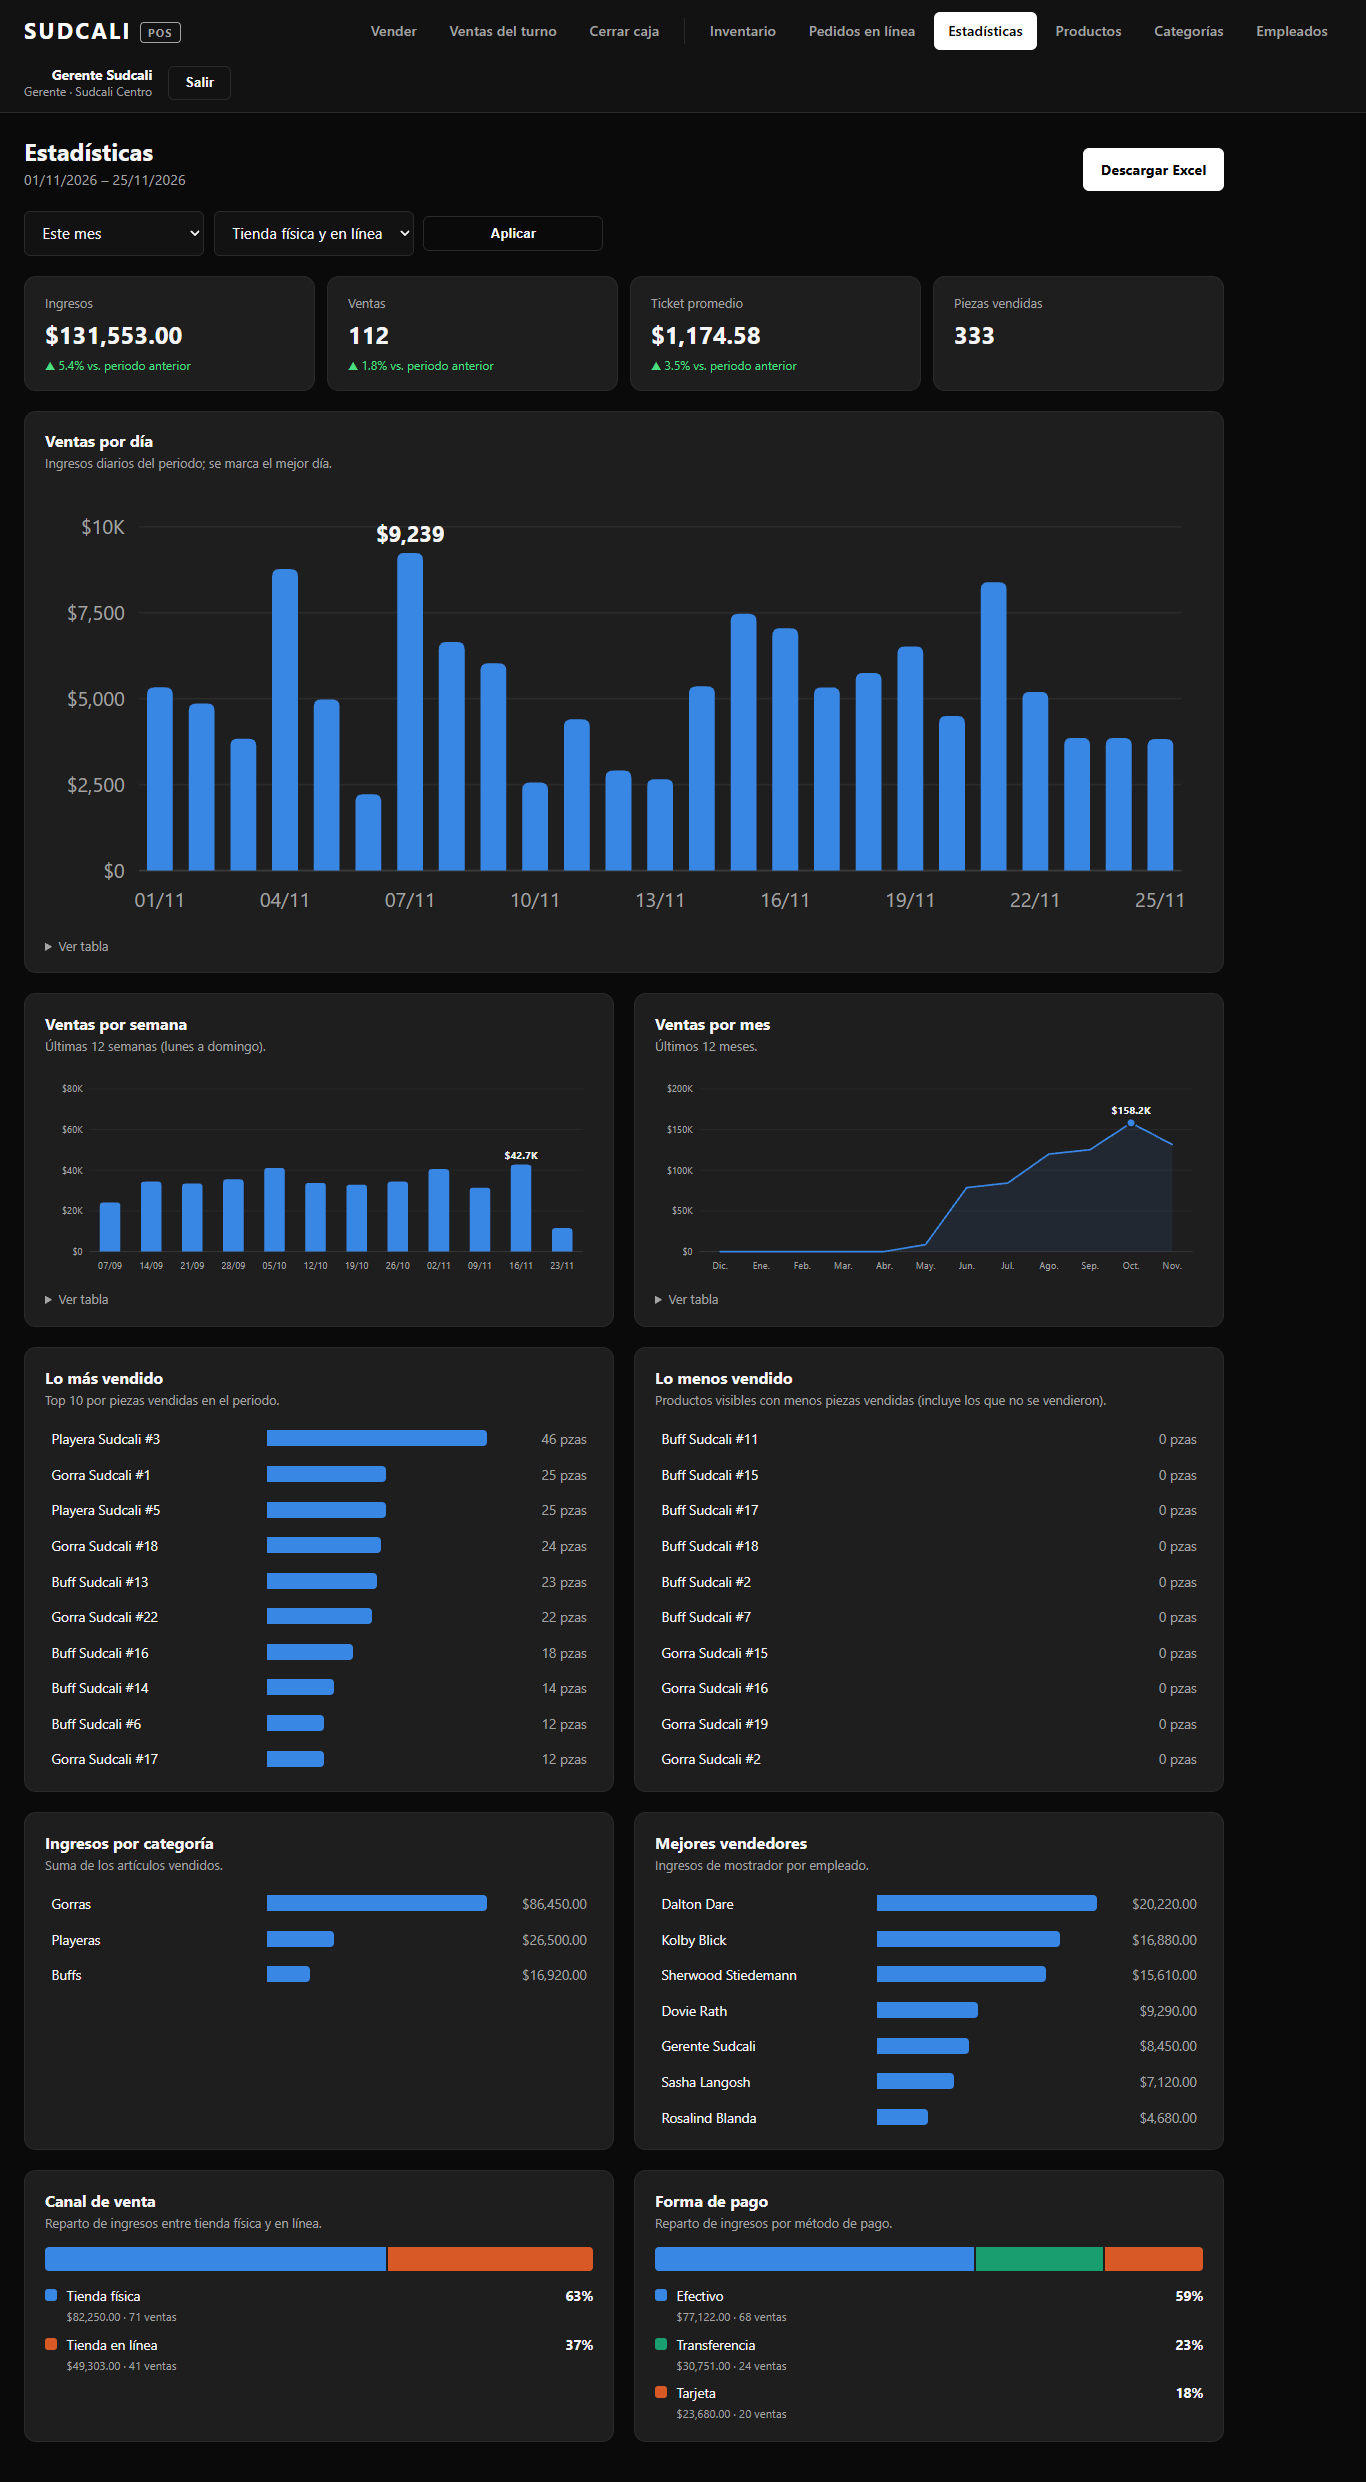 SUDCALI POS
Vender Ventas del turno Cerrar caja Inventario Pedidos en línea Estadísticas Productos Categorías Empleados
Gerente Sudcali
Gerente · Sudcali Centro
Salir
Estadísticas
01/11/2026 – 25/11/2026
Descargar Excel
Este mes Tienda física y en línea Aplicar
Ingresos
$131,553.00
▲ 5.4% vs. periodo anterior
Ventas
112
▲ 1.8% vs. periodo anterior
Ticket promedio
$1,174.58
▲ 3.5% vs. periodo anterior
Piezas vendidas
333
Ventas por día
Ingresos diarios del periodo; se marca el mejor día.
$10K
$9,239
$7,500
$5,000
$2,500
$0
01/11 04/11 07/11 10/11 13/11 16/11 19/11 22/11 25/11
▶ Ver tabla
Ventas por semana
Últimas 12 semanas (lunes a domingo).
$80K
$60K
$42.7K
$40K
$20K
$0
07/09 14/09 21/09 28/09 05/10 12/10 19/10 26/10 02/11 09/11 16/11 23/11
▶ Ver tabla
Ventas por mes
Últimos 12 meses.
$200K
$158.2K
$150K
$100K
$50K
$0
Dic. Ene. Feb. Mar. Abr. May. Jun. Jul. Ago. Sep. Oct. Nov.
▶ Ver tabla
Lo más vendido
Top 10 por piezas vendidas en el periodo.
Playera Sudcali #3 46 pzas
Gorra Sudcali #1 25 pzas
Playera Sudcali #5 25 pzas
Gorra Sudcali #18 24 pzas
Buff Sudcali #13 23 pzas
Gorra Sudcali #22 22 pzas
Buff Sudcali #16 18 pzas
Buff Sudcali #14 14 pzas
Buff Sudcali #6 12 pzas
Gorra Sudcali #17 12 pzas
Lo menos vendido
Productos visibles con menos piezas vendidas (incluye los que no se vendieron).
Buff Sudcali #11 0 pzas
Buff Sudcali #15 0 pzas
Buff Sudcali #17 0 pzas
Buff Sudcali #18 0 pzas
Buff Sudcali #2 0 pzas
Buff Sudcali #7 0 pzas
Gorra Sudcali #15 0 pzas
Gorra Sudcali #16 0 pzas
Gorra Sudcali #19 0 pzas
Gorra Sudcali #2 0 pzas
Ingresos por categoría
Suma de los artículos vendidos.
Gorras $86,450.00
Playeras $26,500.00
Buffs $16,920.00
Mejores vendedores
Ingresos de mostrador por empleado.
Dalton Dare $20,220.00
Kolby Blick $16,880.00
Sherwood Stiedemann $15,610.00
Dovie Rath $9,290.00
Gerente Sudcali $8,450.00
Sasha Langosh $7,120.00
Rosalind Blanda $4,680.00
Canal de venta
Reparto de ingresos entre tienda física y en línea.
Tienda física 63%
$82,250.00 · 71 ventas
Tienda en línea 37%
$49,303.00 · 41 ventas
Forma de pago
Reparto de ingresos por método de pago.
Efectivo 59%
$77,122.00 · 68 ventas
Transferencia 23%
$30,751.00 · 24 ventas
Tarjeta 18%
$23,680.00 · 20 ventas